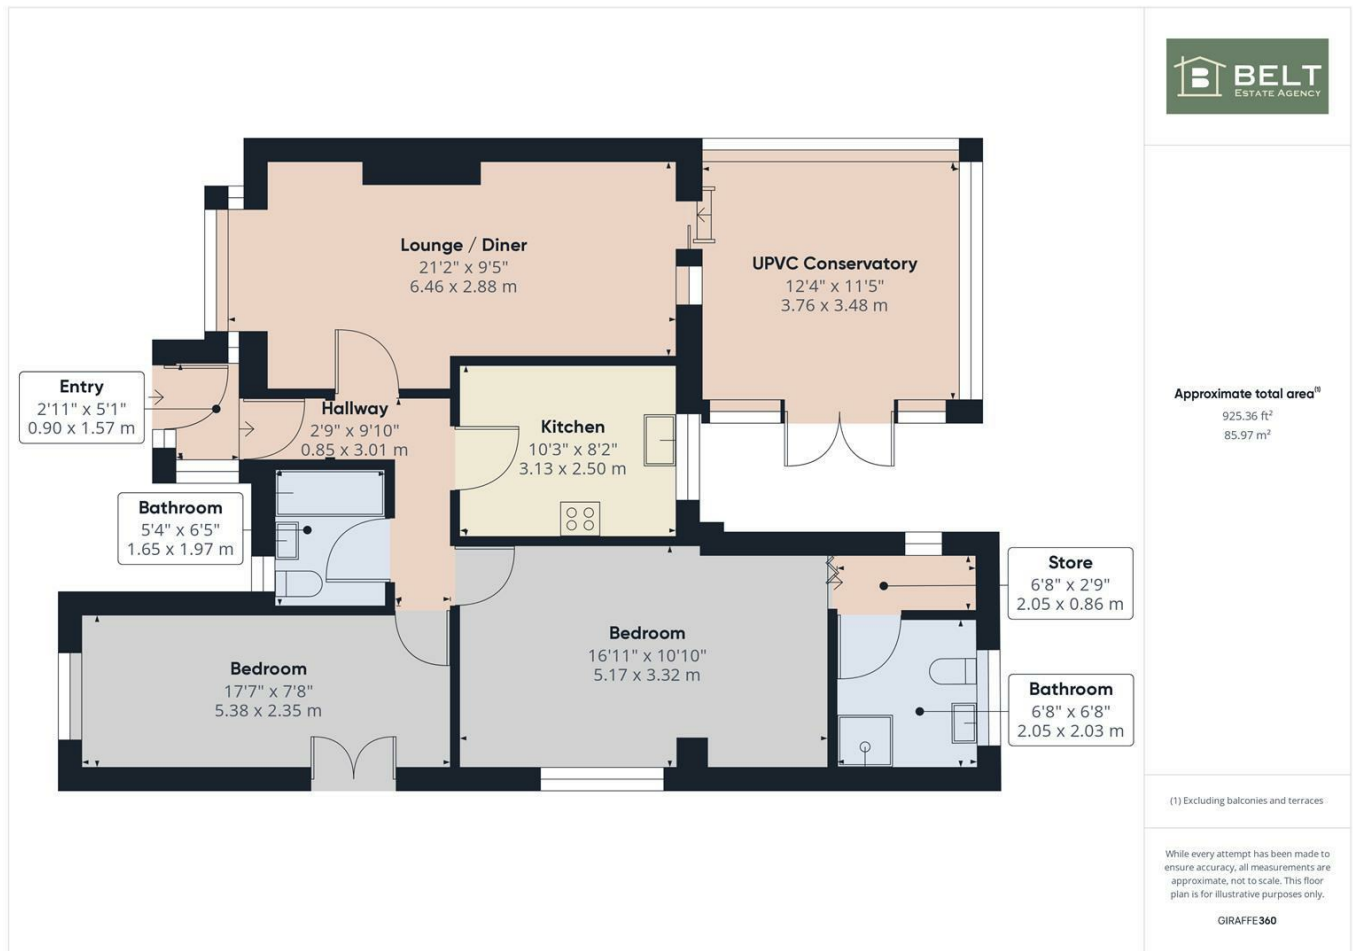 BELT
ESTATE AGENCY
Lounge / Diner
21'2" x 9'5"
6.46 x 2.88 m
UPVC Conservatory
12'4" x 11'5"
3.76 x 3.48 m
Entry
2'11" x 5'1"
0.90 x 1.57 m
Hallway
2'9" x 9'10"
0.85 x 3.01 m
Kitchen
10'3" x 8'2"
3.13 x 2.50 m
Bathroom
5'4" x 6'5"
1.65 x 1.97 m
Store
6'8" x 2'9"
2.05 x 0.86 m
Bedroom
16'11" x 10'10"
5.17 x 3.32 m
Bedroom
17'7" x 7'8"
5.38 x 2.35 m
Bathroom
6'8" x 6'8"
2.05 x 2.03 m
Approximate total area⁽¹⁾
925.36 ft²
85.97 m²
(1) Excluding balconies and terraces
While every attempt has been made to
ensure accuracy, all measurements are
approximate, not to scale. This floor
plan is for illustrative purposes only.
GIRAFFE360